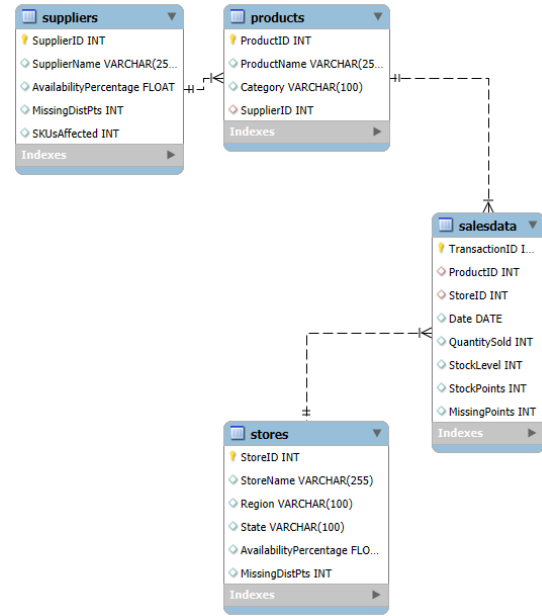 suppliers
SupplierID INT
SupplierName VARCHAR(25...
AvailabilityPercentage FLOAT
MissingDistPts INT
SKUsAffected INT
Indexes
products
ProductID INT
ProductName VARCHAR(25...
Category VARCHAR(100)
SupplierID INT
Indexes
salesdata
TransactionID I...
ProductID INT
StoreID INT
Date DATE
QuantitySold INT
StockLevel INT
StockPoints INT
MissingPoints INT
Indexes
stores
StoreID INT
StoreName VARCHAR(255)
Region VARCHAR(100)
State VARCHAR(100)
AvailabilityPercentage FLO...
MissingDistPts INT
Indexes